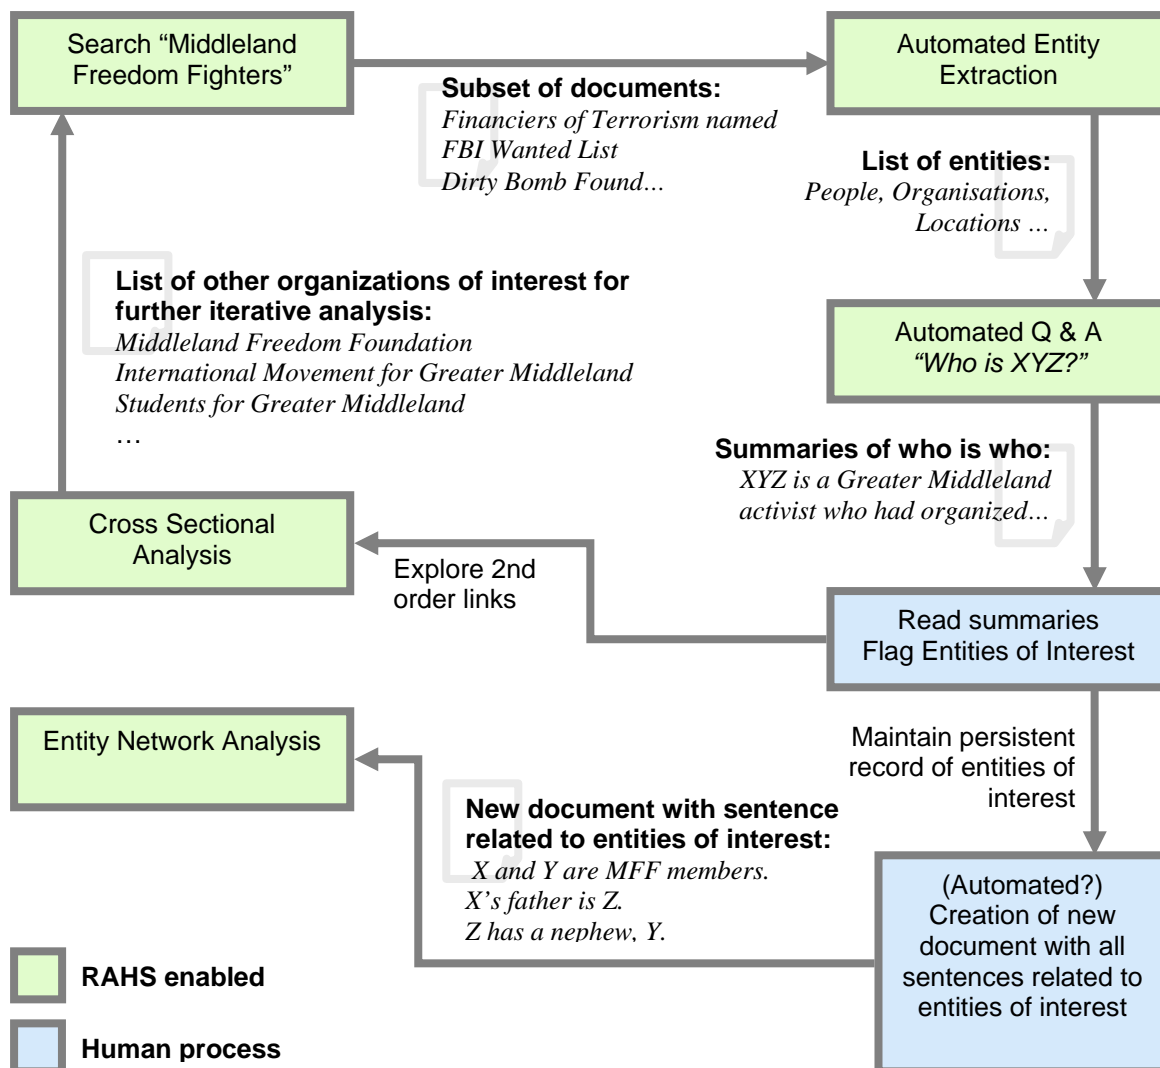 Search “Middleland
Freedom Fighters”
Automated Entity
Extraction
Subset of documents:
Financiers of Terrorism named
FBI Wanted List
Dirty Bomb Found…
List of entities:
People, Organisations,
Locations …
List of other organizations of interest for
further iterative analysis:
Middleland Freedom Foundation
International Movement for Greater Middleland
Students for Greater Middleland
…
Automated Q & A
“Who is XYZ?”
Summaries of who is who:
XYZ is a Greater Middleland
activist who had organized…
Cross Sectional
Analysis
Explore 2nd
order links
Read summaries
Flag Entities of Interest
Entity Network Analysis
Maintain persistent
record of entities of
interest
New document with sentence
related to entities of interest:
X and Y are MFF members.
X’s father is Z.
Z has a nephew, Y.
(Automated?)
Creation of new
document with all
sentences related to
entities of interest
RAHS enabled
Human process